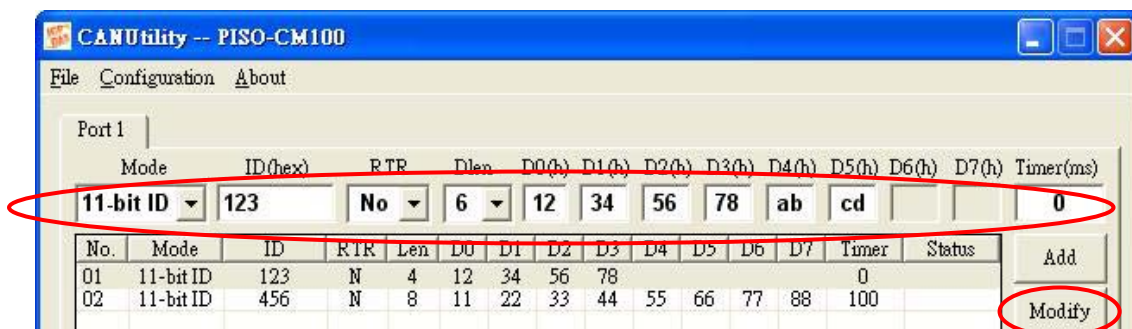 CANUtility -- PISO-CM100
File Configuration About
Port 1
Mode ID(hex) RTR Dlen D0(h) D1(h) D2(h) D3(h) D4(h) D5(h) D6(h) D7(h) Timer(ms)
11-bit ID 123 No 6 12 34 56 78 ab cd 0
No. Mode ID RTR Len D0 D1 D2 D3 D4 D5 D6 D7 Timer Status
Add
01 11-bit ID 123 N 4 12 34 56 78 0
02 11-bit ID 456 N 8 11 22 33 44 55 66 77 88 100
Modify